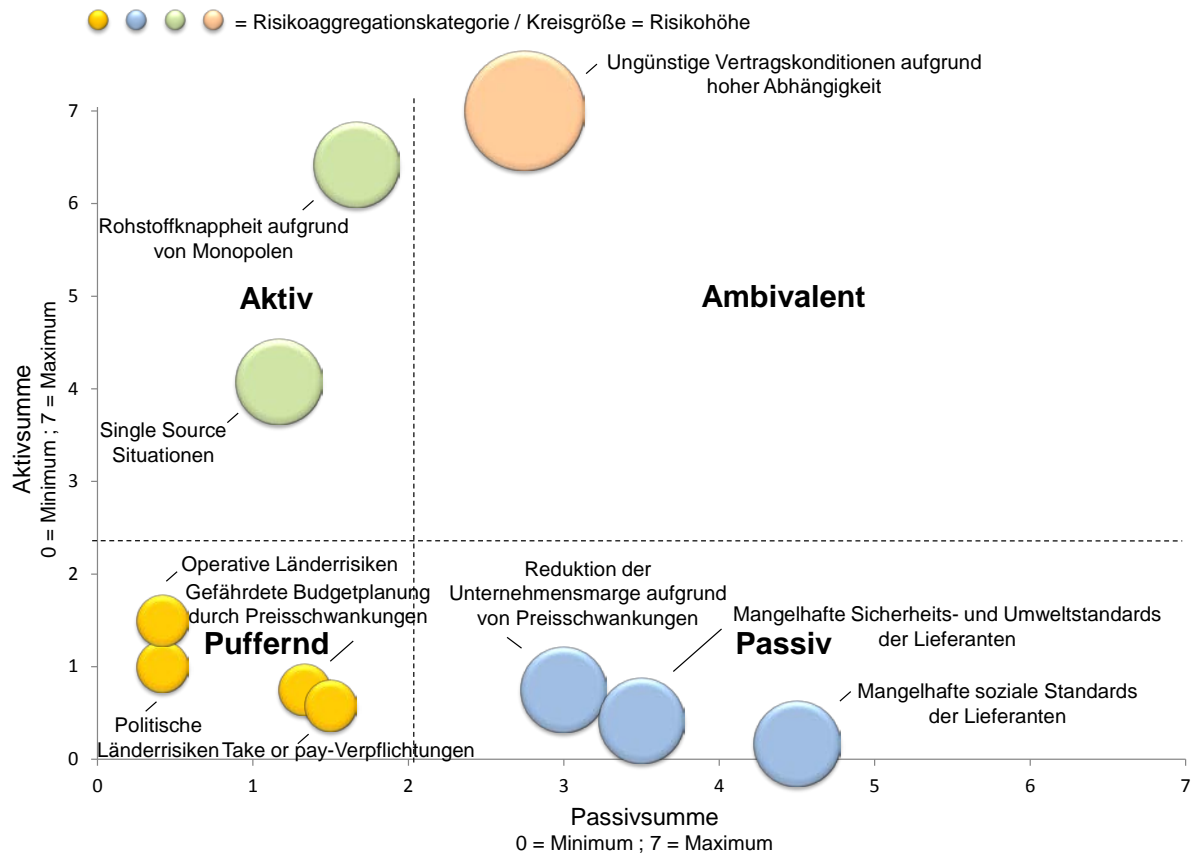 = Risikoaggregationskategorie / Kreisgröße = Risikohöhe
Ungünstige Vertragskonditionen aufgrund
hoher Abhängigkeit
7
6
5
4
3
2
1
0
Aktivsumme
0 = Minimum ; 7 = Maximum
Rohstoffknappheit aufgrund
von Monopolen
Aktiv
Ambivalent
Single Source
Situationen
Operative Länderrisiken
Gefährdete Budgetplanung
durch Preisschwankungen
Puffernd
Politische
Länderrisiken
Take or pay-Verpflichtungen
Reduktion der
Unternehmensmarge aufgrund
von Preisschwankungen
Mangelhafte Sicherheits- und Umweltstandards
der Lieferanten
Passiv
Mangelhafte soziale Standards
der Lieferanten
0 1 2 3 4 5 6 7
Passivsumme
0 = Minimum ; 7 = Maximum